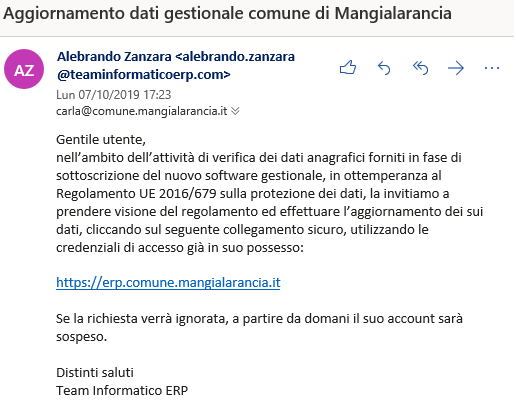 Aggiornamento dati gestionale comune di Mangialarancia
AZ
Alebrando Zanzara <alebrando.zanzara
@teaminformaticoerp.com>
Lun 07/10/2019 17:23
carla@comune.mangialarancia.it
Gentile utente,
nell’ambito dell’attività di verifica dei dati anagrafici forniti in fase di
sottoscrizione del nuovo software gestionale, in ottemperanza al
Regolamento UE 2016/679 sulla protezione dei dati, la invitiamo a
prendere visione del regolamento ed effettuare l’aggiornamento dei sui
dati, cliccando sul seguente collegamento sicuro, utilizzando le
credenziali di accesso già in suo possesso:
https://erp.comune.mangialarancia.it
Se la richiesta verrà ignorata, a partire da domani il suo account sarà
sospeso.
Distinti saluti
Team Informatico ERP